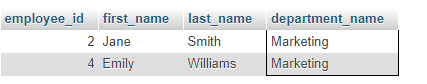 employee_id first_name last_name department_name
2 Jane Smith Marketing
4 Emily Williams Marketing